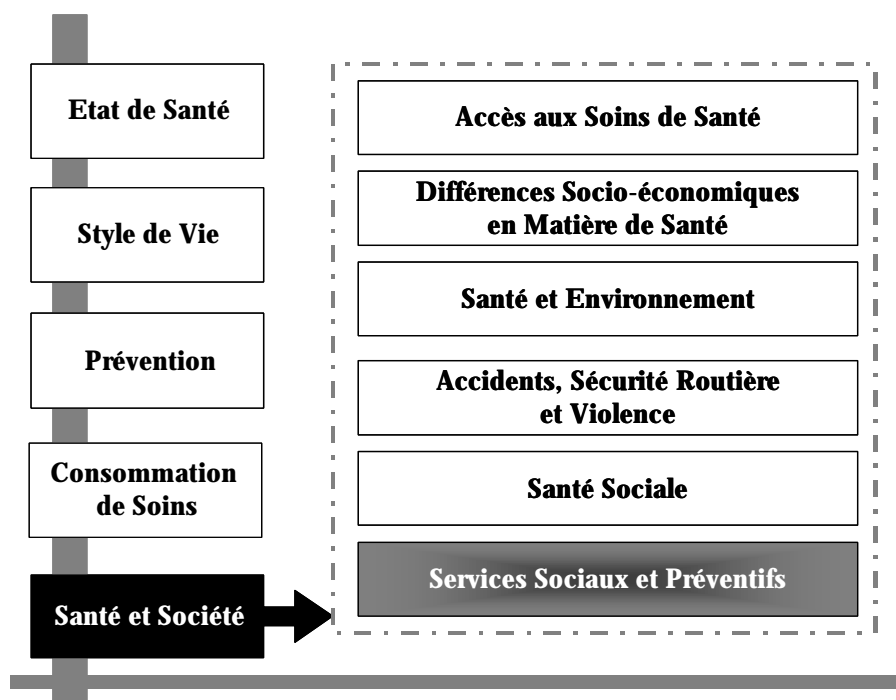 Etat de Santé
Style de Vie
Prévention
Consommation
de Soins
Santé et Société
Accès aux Soins de Santé
Différences Socio-économiques
en Matière de Santé
Santé et Environnement
Accidents, Sécurité Routière
et Violence
Santé Sociale
Services Sociaux et Préventifs